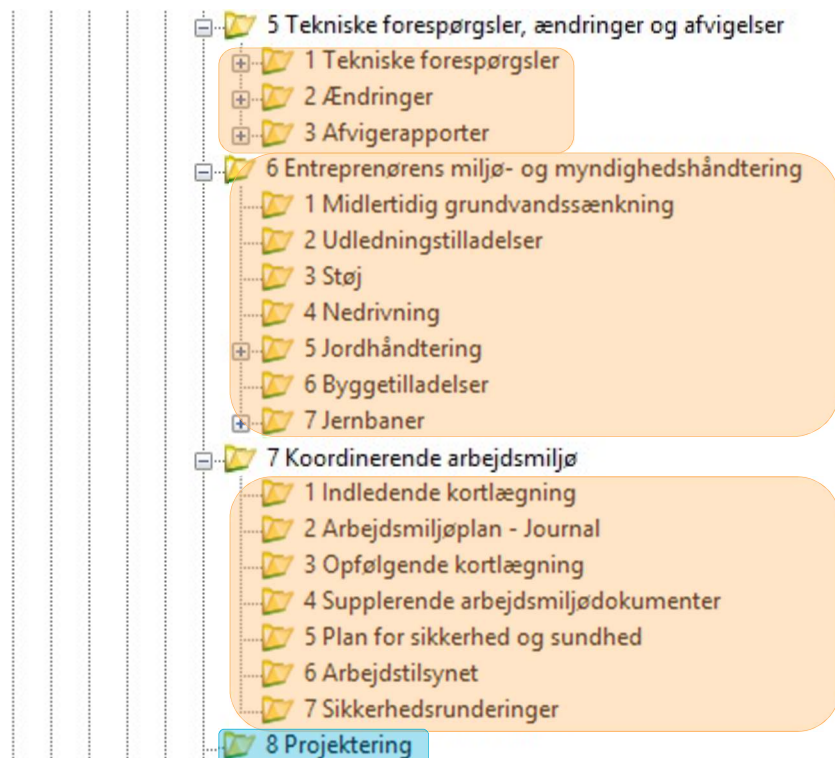 5 Tekniske forespørgsler, ændringer og afvigelser
1 Tekniske forespørgsler
2 Ændringer
3 Afvigerapporter
6 Entreprenørens miljø- og myndighedshåndtering
1 Midlertidig grundvandssænkning
2 Udledningstilladelser
3 Støj
4 Nedrivning
5 Jordhåndtering
6 Byggetilladelser
7 Jernbaner
7 Koordinerende arbejdsmiljø
1 Indledende kortlægning
2 Arbejdsmiljøplan - Journal
3 Opfølgende kortlægning
4 Supplerende arbejdsmiljødokumenter
5 Plan for sikkerhed og sundhed
6 Arbejdstilsynet
7 Sikkerhedsrunderinger
8 Projektering